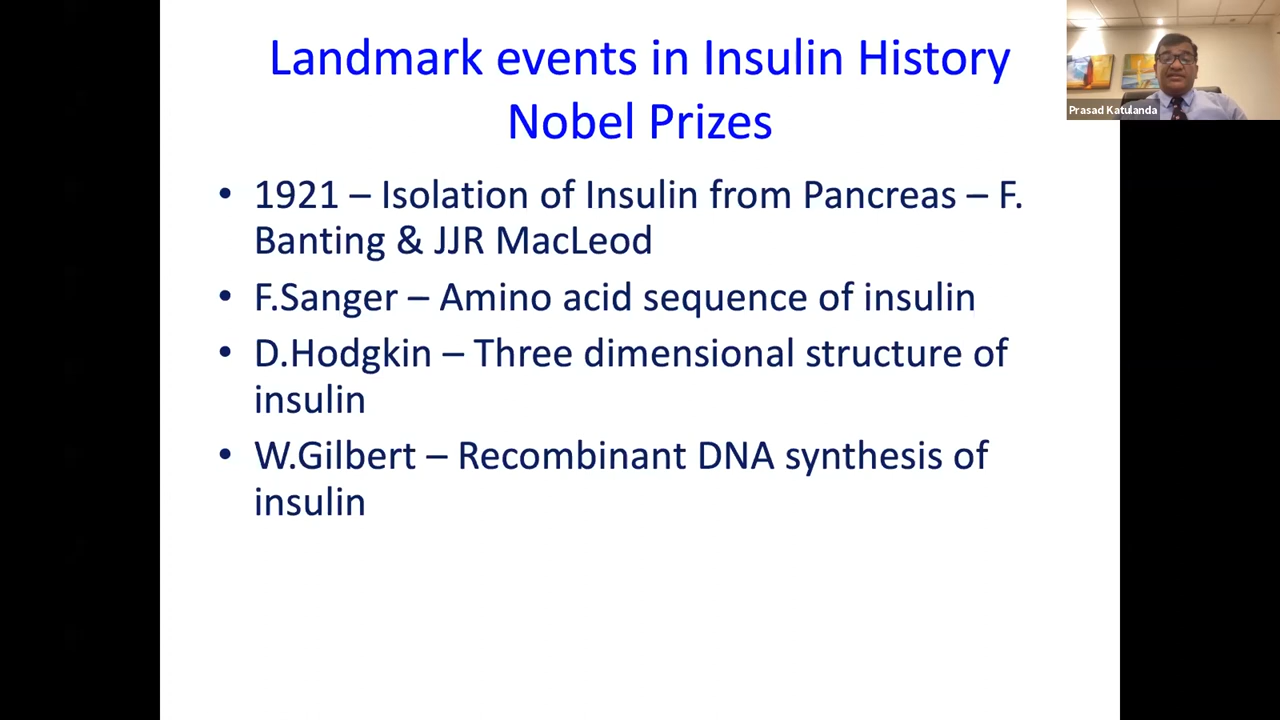 Landmark events in Insulin History
Nobel Prizes
• 1921 – Isolation of Insulin from Pancreas – F.
Banting & JJR MacLeod
• F.Sanger – Amino acid sequence of insulin
• D.Hodgkin – Three dimensional structure of
insulin
• W.Gilbert – Recombinant DNA synthesis of
insulin
Prasad Katulanda